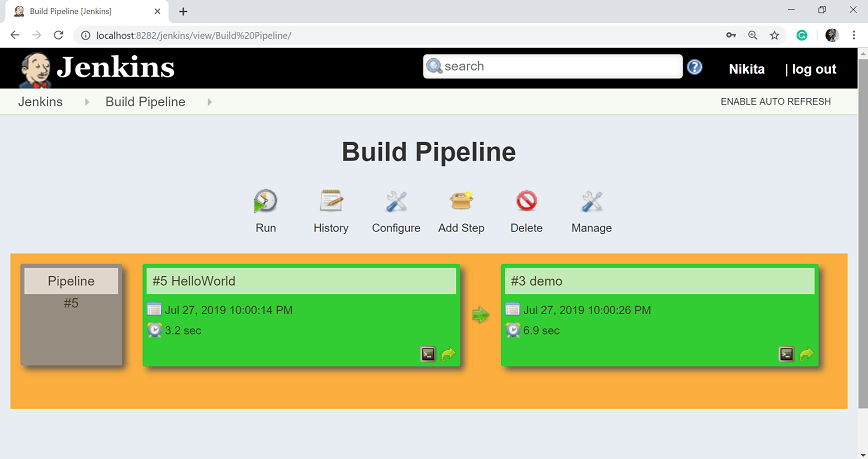 Build Pipeline [Jenkins]
localhost:8282/jenkins/view/Build%20Pipeline/
Jenkins
search
Nikita
| log out
Jenkins
Build Pipeline
ENABLE AUTO REFRESH
Build Pipeline
Run
History
Configure
Add Step
Delete
Manage
Pipeline
#5
#5 HelloWorld
Jul 27, 2019 10:00:14 PM
3.2 sec
#3 demo
Jul 27, 2019 10:00:26 PM
6.9 sec